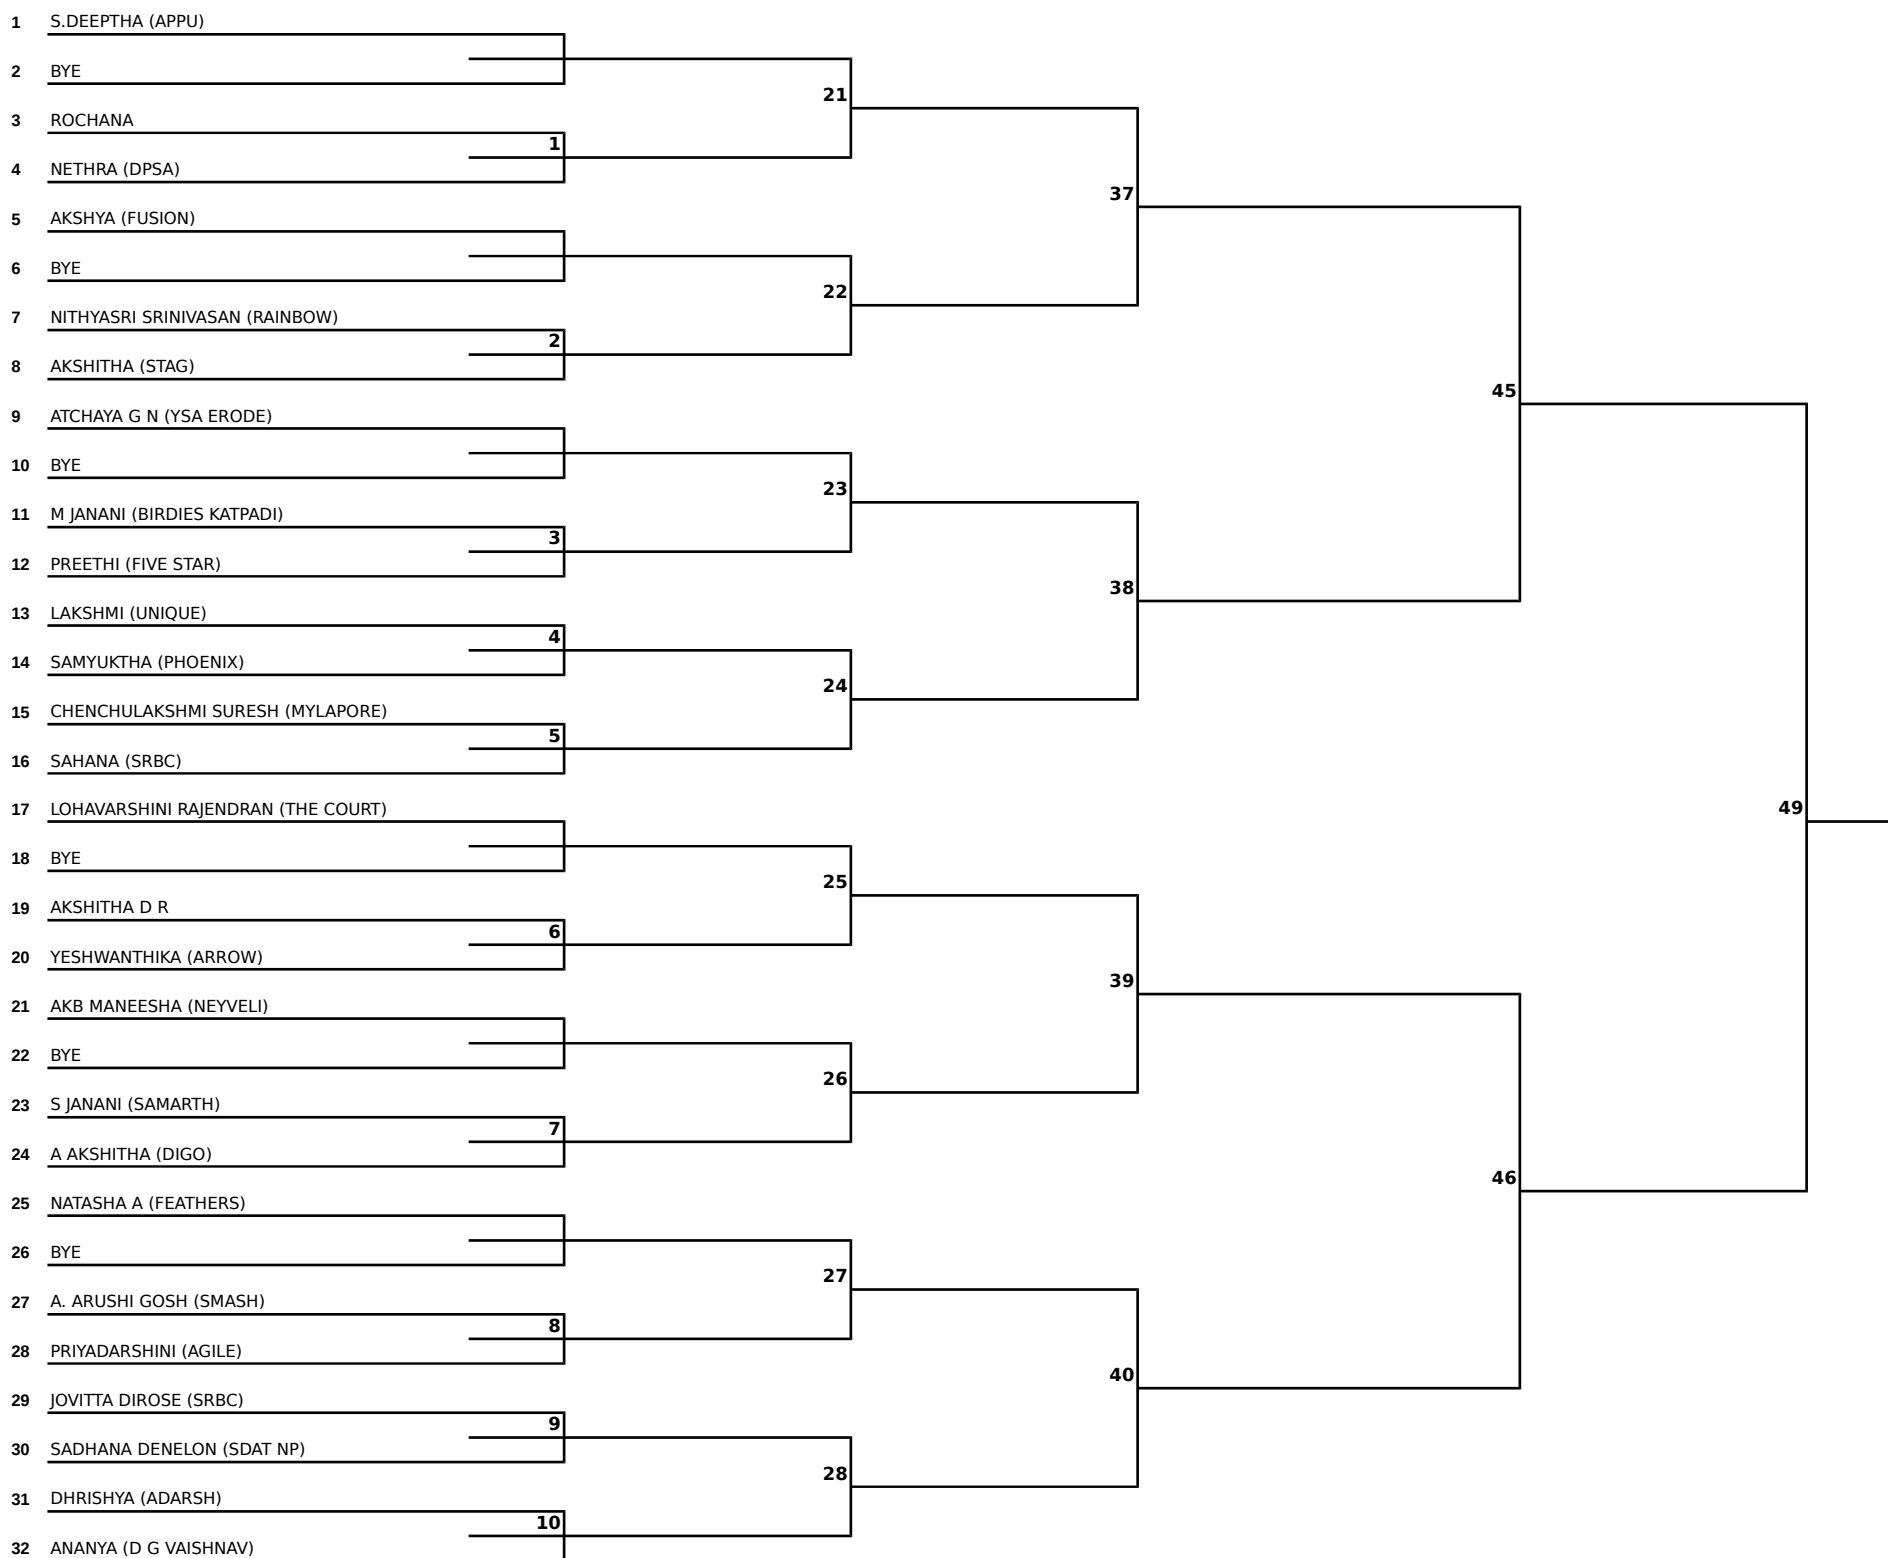 1 S.DEEPTHA (APPU)
2 BYE
21
3 ROCHANA
1
4 NETHRA (DPSA)
37
5 AKSHYA (FUSION)
6 BYE
22
7 NITHYASRI SRINIVASAN (RAINBOW)
2
8 AKSHITHA (STAG)
45
9 ATCHAYA G N (YSA ERODE)
10 BYE
23
11 M JANANI (BIRDIES KATPADI)
3
12 PREETHI (FIVE STAR)
38
13 LAKSHMI (UNIQUE)
4
14 SAMYUKTHA (PHOENIX)
24
15 CHENCHULAKSHMI SURESH (MYLAPORE)
5
16 SAHANA (SRBC)
17 LOHAVARSHINI RAJENDRAN (THE COURT)
49
18 BYE
25
19 AKSHITHA D R
6
20 YESHWANTHIKA (ARROW)
39
21 AKB MANEESHA (NEYVELI)
22 BYE
26
23 S JANANI (SAMARTH)
7
24 A AKSHITHA (DIGO)
46
25 NATASHA A (FEATHERS)
26 BYE
27
27 A. ARUSHI GOSH (SMASH)
8
28 PRIYADARSHINI (AGILE)
40
29 JOVITTA DIROSE (SRBC)
9
30 SADHANA DENELON (SDAT NP)
28
31 DHRISHYA (ADARSH)
10
32 ANANYA (D G VAISHNAV)